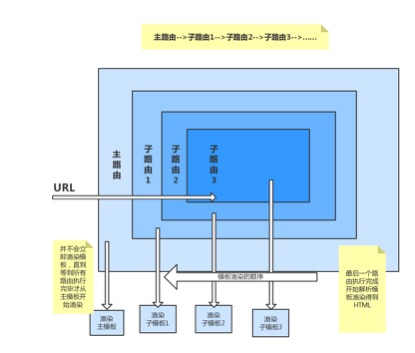 主路由-->子路由1-->子路由2-->子路由3-->......
主路由
子路由1
子路由2
子路由3
URL
并不会立
即渲染模
板，直到
等到所有
路由执行
完毕才从
主模板开
始渲染
模板渲染的顺序
最后一个路
由执行完成
开始解析模
板渲染得到
HTML
渲染
主模板
渲染
子模板1
渲染
子模板2
渲染
子模板3